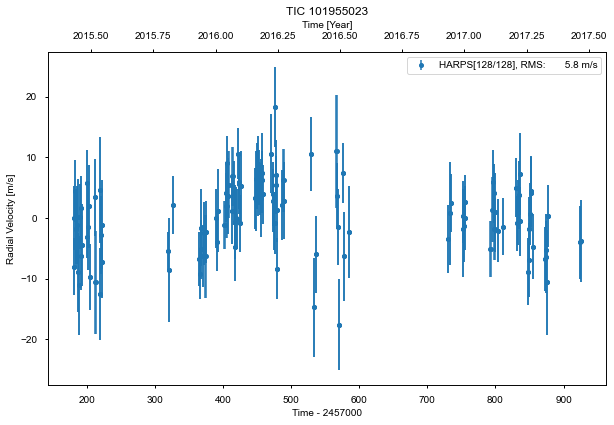 TIC 101955023
Time [Year]
2015.50 2015.75 2016.00 2016.25 2016.50 2016.75 2017.00 2017.25 2017.50
HARPS[128/128], RMS: 5.8 m/s
20
10
0
−10
−20
Radial Velocity [m/s]
200 300 400 500 600 700 800 900
Time - 2457000